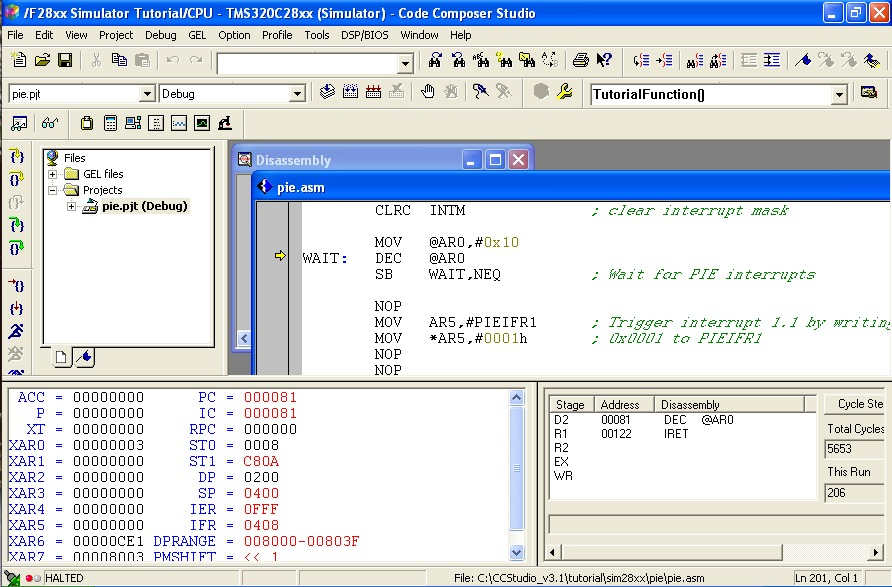 /F28xx Simulator Tutorial/CPU - TMS320C28xx (Simulator) - Code Composer Studio
File Edit View Project Debug GEL Option Profile Tools DSP/BIOS Window Help
pie.pjt Debug TutorialFunction()
Files
GEL files
Projects
pie.pjt (Debug)
Disassembly
pie.asm
CLRC INTM ; clear interrupt mask
MOV @AR0,#0x10
WAIT: DEC @AR0
SB WAIT,NEQ ; Wait for PIE interrupts
NOP
MOV AR5,#PIEIFR1 ; Trigger interrupt 1.1 by writing
MOV *AR5,#0001h ; 0x0001 to PIEIFR1
NOP
NOP
ACC = 00000000 PC = 000081
P = 00000000 IC = 000081
XT = 00000000 RPC = 000000
XAR0 = 00000003 ST0 = 0008
XAR1 = 00000000 ST1 = C80A
XAR2 = 00000000 DP = 0200
XAR3 = 00000000 SP = 0400
XAR4 = 00000000 IER = 0FFF
XAR5 = 00000000 IFR = 0408
XAR6 = 00000CE1 DPRANGE = 008000-00803F
XAR7 = 00008003 PMSHIFT = << 1
Stage Address Disassembly
D2 00081 DEC @AR0
R1 00122 IRET
R2
EX
WR
Cycle Ste
Total Cycles
5653
This Run
206
HALTED File: C:\CCStudio_v3.1\tutorial\sim28xx\pie\pie.asm Ln 201, Col 1